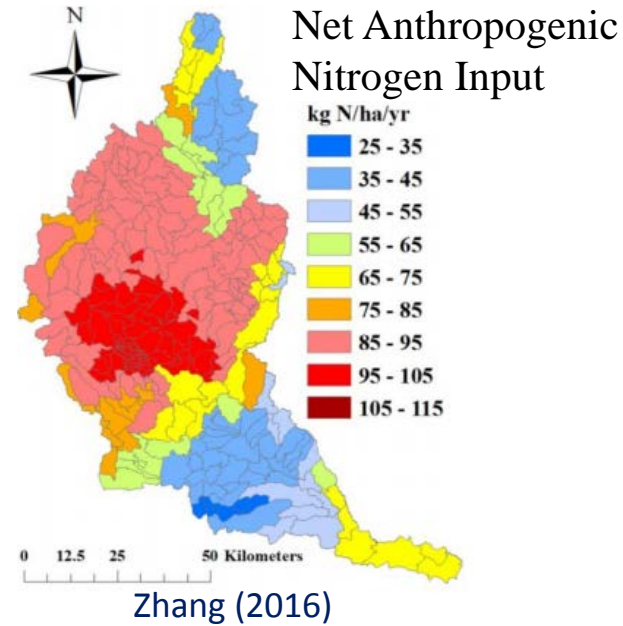 N
Net Anthropogenic
Nitrogen Input
kg N/ha/yr
25 - 35
35 - 45
45 - 55
55 - 65
65 - 75
75 - 85
85 - 95
95 - 105
105 - 115
0 12.5 25 50 Kilometers
Zhang (2016)